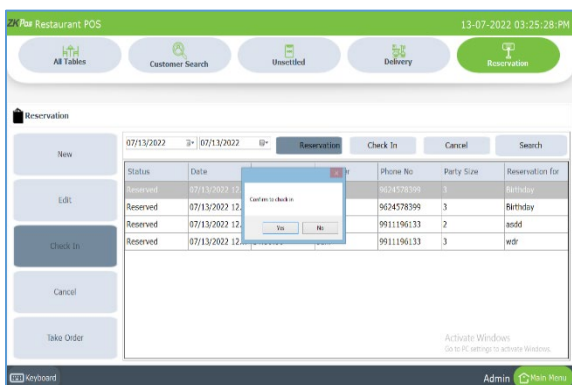 ZKPos Restaurant POS 13-07-2022 03:25:28:PM
All Tables Customer Search Unsettled Delivery Reservation
Reservation
New
Edit
Check In
Cancel
Take Order
07/13/2022 07/13/2022 Reservation Check In Cancel Search
Status Date Phone No Party Size Reservation for
Reserved 07/13/2022 12... 9624578399 3 Birthday
Reserved 07/13/2022 12... 9624578399 3 Birthday
Reserved 07/13/2022 12... 9911196133 2 asdd
Reserved 07/13/2022 12... 9911196133 3 wdr
Confirm to check in
Yes No
Activate Windows
Go to PC settings to activate Windows.
Keyboard Admin Main Menu